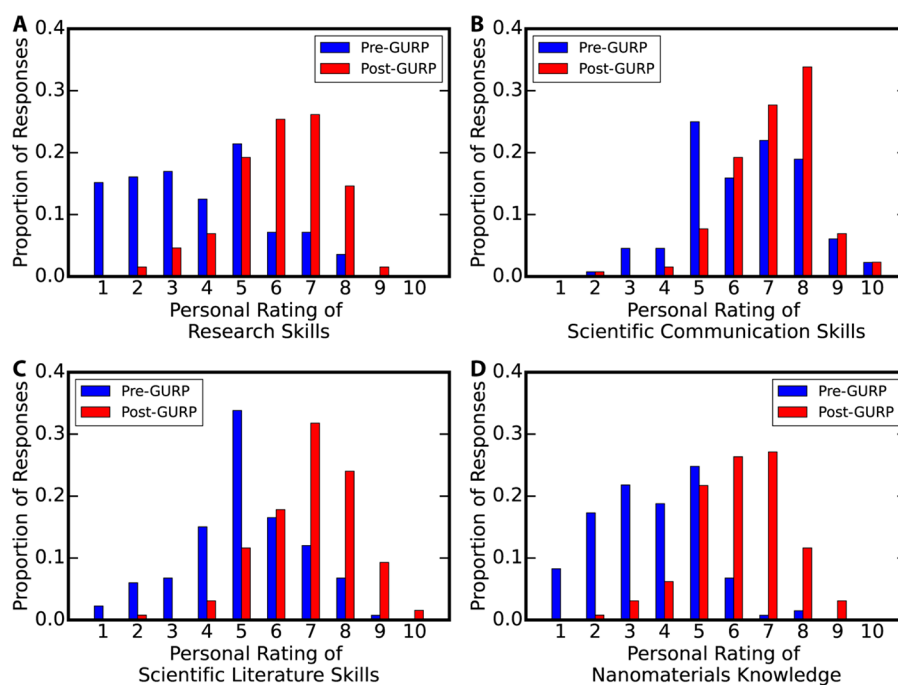 A
Proportion of Responses
0.4
0.3
0.2
0.1
0.0
Pre-GURP
Post-GURP
1 2 3 4 5 6 7 8 9 10
Personal Rating of
Research Skills
B
Proportion of Responses
0.4
0.3
0.2
0.1
0.0
Pre-GURP
Post-GURP
1 2 3 4 5 6 7 8 9 10
Personal Rating of
Scientific Communication Skills
C
Proportion of Responses
0.4
0.3
0.2
0.1
0.0
Pre-GURP
Post-GURP
1 2 3 4 5 6 7 8 9 10
Personal Rating of
Scientific Literature Skills
D
Proportion of Responses
0.4
0.3
0.2
0.1
0.0
Pre-GURP
Post-GURP
1 2 3 4 5 6 7 8 9 10
Personal Rating of
Nanomaterials Knowledge